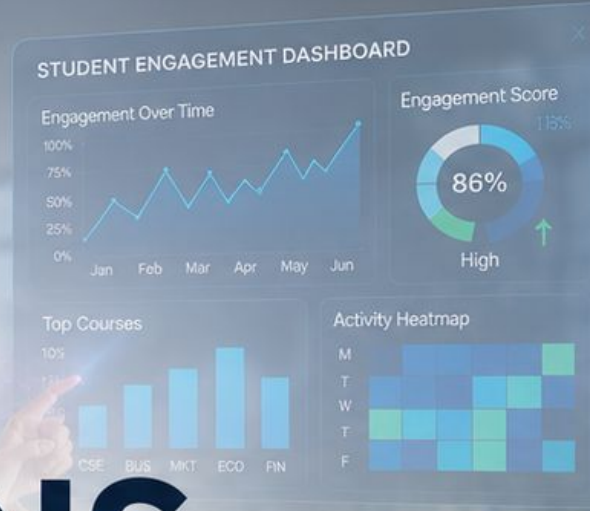 STUDENT ENGAGEMENT DASHBOARD
Engagement Over Time
100%
75%
50%
25%
0%
Jan Feb Mar Apr May Jun
Engagement Score
86%
High
Top Courses
10%
CSE BUS MKT ECO FIN
Activity Heatmap
M
T
W
T
F